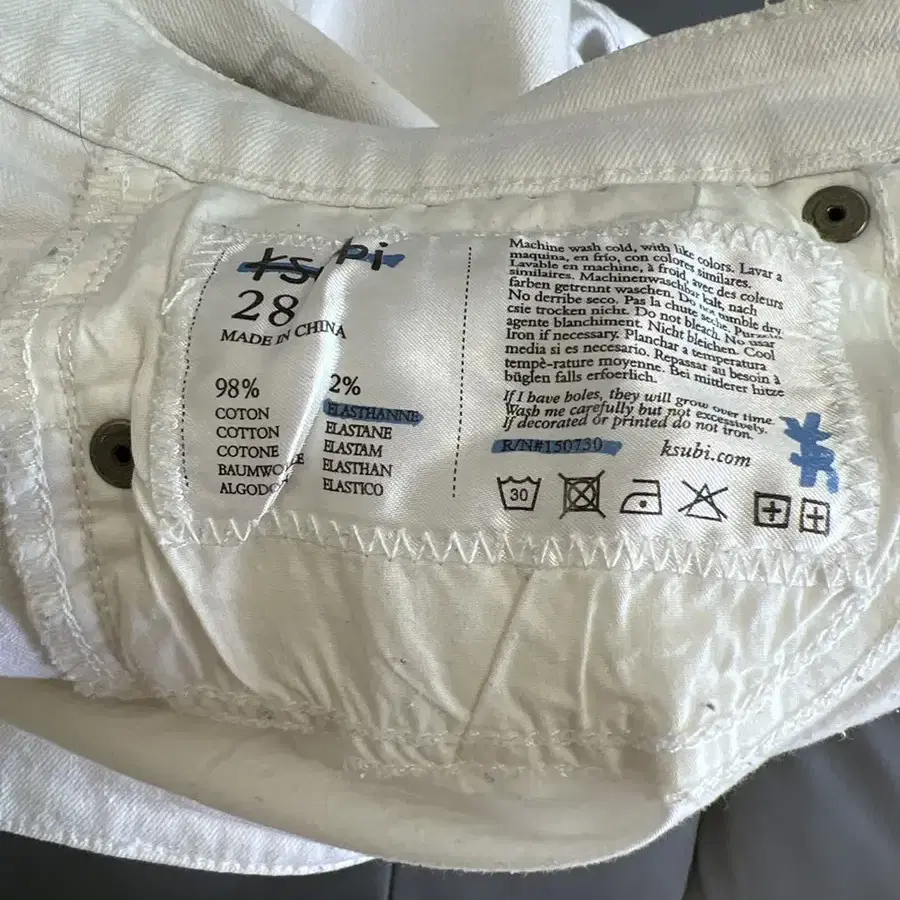 ksubi
28
MADE IN CHINA
98%
COTON
COTTON
COTONE
BAUMWO
ALGODO
2%
ELASTHANNE
ELASTANE
ELASTAM
ELASTHAN
ELASTICO
Machine wash cold, with like colors. Lavar a
maquina, en frío, con colores similares.
Lavable en machine, à froid, avec des coleurs
similaires. Machinenwaschbar kalt, nach
farben getrennt waschen. Do not tumble dry.
No derribe seco. Pas la chute seche.
csie trocken nicht. Do not bleach. No usar
agente blanchiment. Nicht bleichen. Cool
Iron if necessary. Planchar a temperatura
media si es necesario. Repassar au besoin à
tempè-rature moyenne. Bei mittlerer hitze
büglen falls erfoerlich.
If I have holes, they will grow over time.
Wash me carefully but not excessively.
If decorated or printed do not iron.
R/N#150730
ksubi.com
30